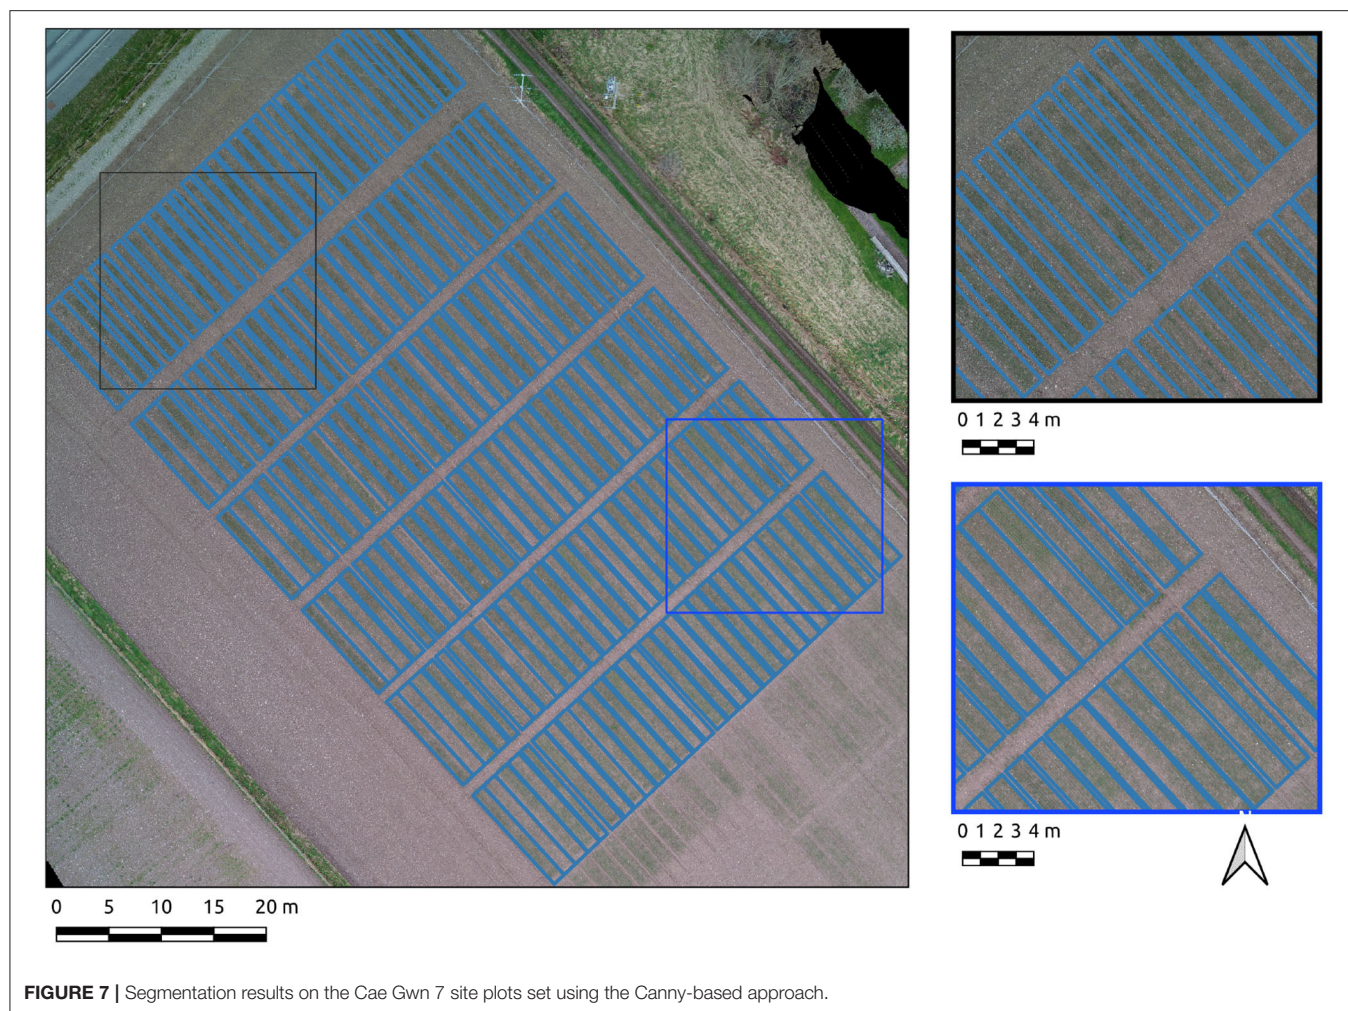 0 5 10 15 20 m
0 1 2 3 4 m
0 1 2 3 4 m
FIGURE 7 | Segmentation results on the Cae Gwn 7 site plots set using the Canny-based approach.